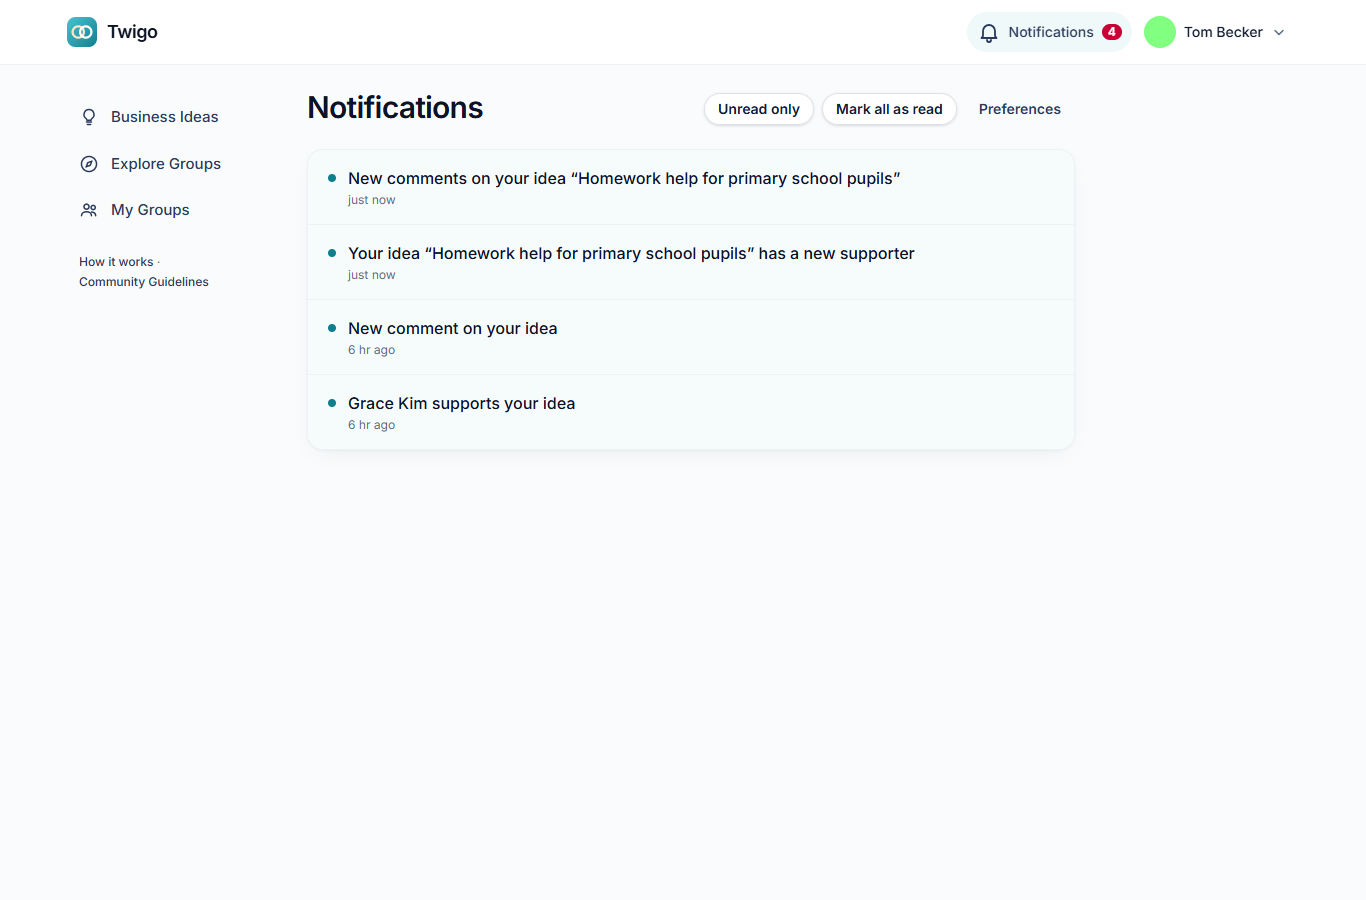 Twigo
Notifications 4
Tom Becker
Business Ideas
Explore Groups
My Groups
How it works ·
Community Guidelines
Notifications
Unread only
Mark all as read
Preferences
New comments on your idea “Homework help for primary school pupils”
just now
Your idea “Homework help for primary school pupils” has a new supporter
just now
New comment on your idea
6 hr ago
Grace Kim supports your idea
6 hr ago